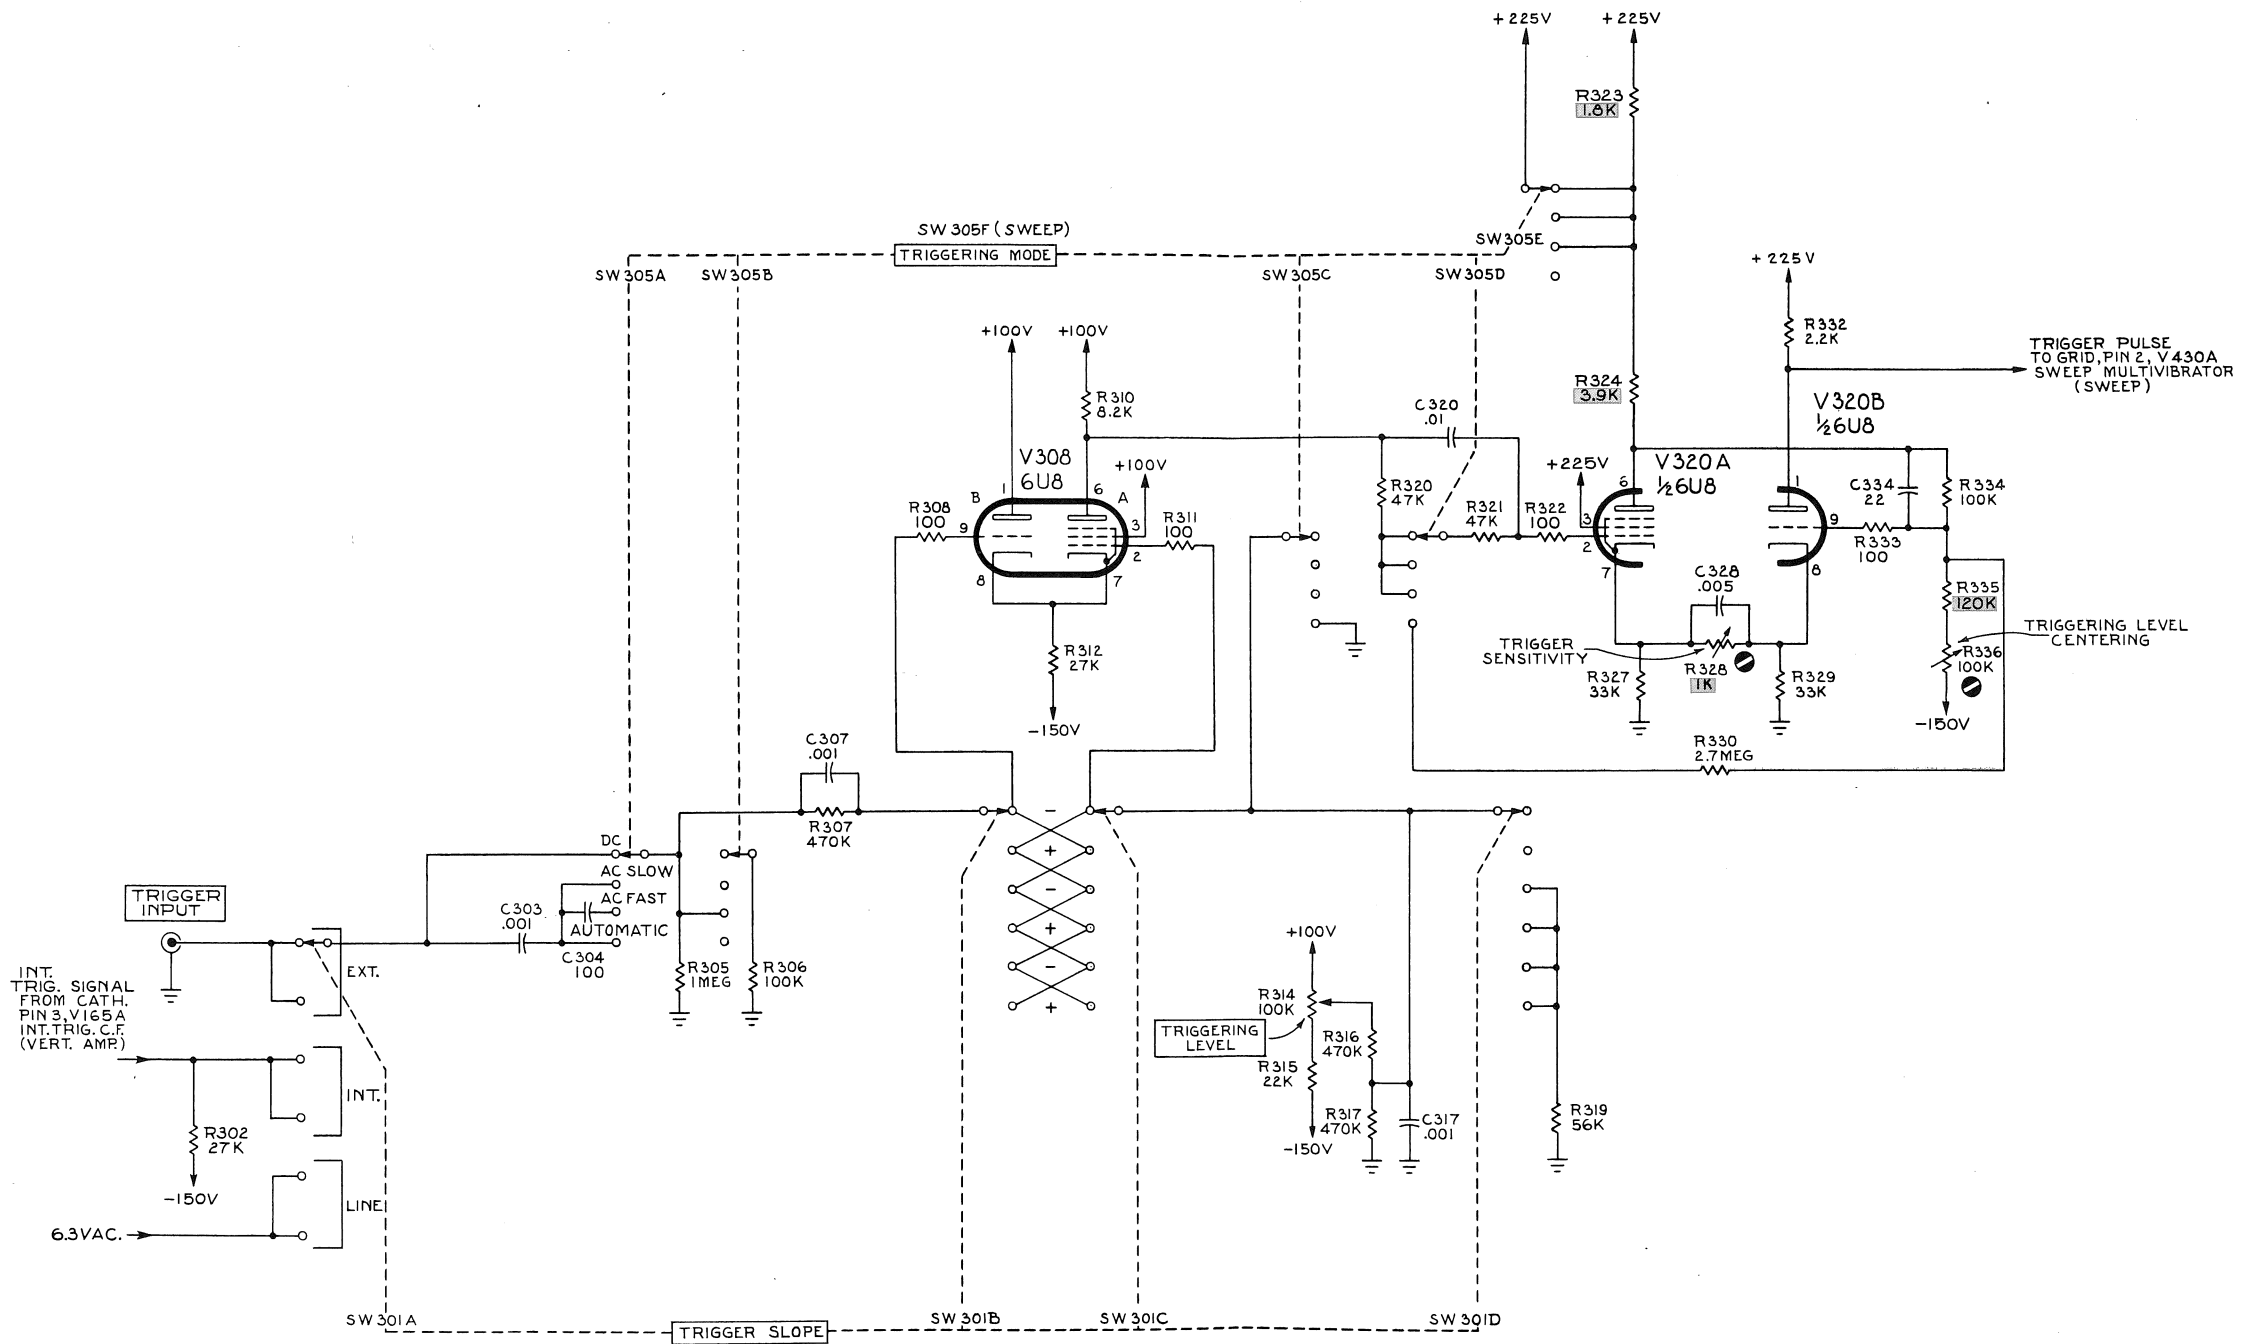 + 225V
+ 225V
R323
1.8K
SW305F (SWEEP)
TRIGGERING MODE
SW305E
SW305A
SW305B
SW305C
SW305D
+ 225V
+100V
+100V
R332
2.2K
TRIGGER PULSE
TO GRID, PIN 2, V430A
SWEEP MULTIVIBRATOR
(SWEEP)
R310
8.2K
R324
3.9K
C320
.01
V320B
½6U8
V308
6U8
+100V
B
1
6
A
R308
100
9
3
2
R311
100
8
7
R320
47K
R321
47K
R322
100
+225V
V320A
½6U8
6
3
2
7
1
9
8
C334
22
R334
100K
R333
100
C328
.005
R335
120K
R312
27K
-150V
TRIGGER
SENSITIVITY
R328
1K
R327
33K
R329
33K
TRIGGERING LEVEL
CENTERING
R336
100K
-150V
R330
2.7MEG
C307
.001
R307
470K
DC
AC SLOW
AC FAST
AUTOMATIC
-
+
-
+
-
+
TRIGGER
INPUT
C303
.001
C304
100
R305
1MEG
R306
100K
EXT.
INT.
TRIG. SIGNAL
FROM CATH.
PIN 3, V165A
INT. TRIG. C.F.
(VERT. AMP.)
INT.
R302
27K
-150V
LINE
6.3VAC.
+100V
R314
100K
TRIGGERING
LEVEL
R316
470K
R315
22K
R317
470K
C317
.001
-150V
R319
56K
SW301A
TRIGGER SLOPE
SW301B
SW301C
SW301D